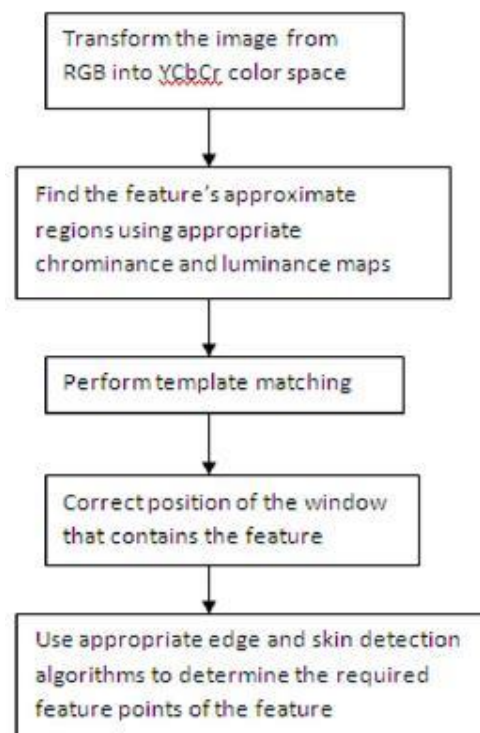 Transform the image from
RGB into YCbCr color space
Find the feature's approximate
regions using appropriate
chrominance and luminance maps
Perform template matching
Correct position of the window
that contains the feature
Use appropriate edge and skin detection
algorithms to determine the required
feature points of the feature